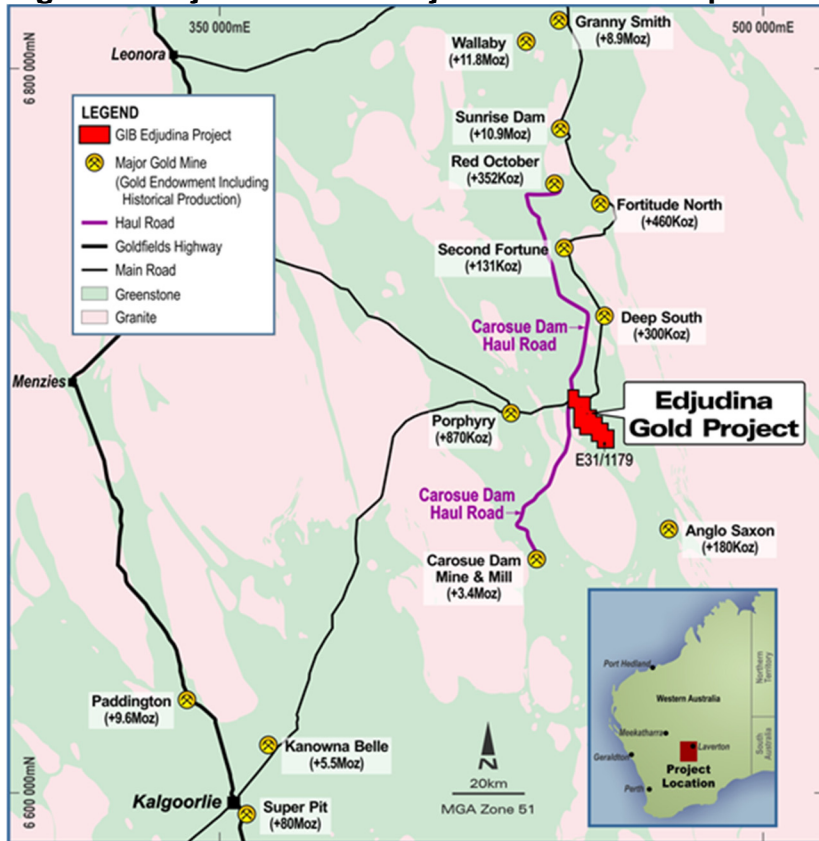 350 000mE
500 000mE
6 800 000mN
6 600 000mN
Leonora
Granny Smith
(+8.9Moz)
Wallaby
(+11.8Moz)
LEGEND
GIB Edjudina Project
Major Gold Mine
(Gold Endowment Including
Historical Production)
Haul Road
Goldfields Highway
Main Road
Greenstone
Granite
Sunrise Dam
(+10.9Moz)
Red October
(+352Koz)
Fortitude North
(+460Koz)
Second Fortune
(+131Koz)
Deep South
(+300Koz)
Carosue Dam
Haul Road
Menzies
Edjudina
Gold Project
Porphyry
(+870Koz)
E31/1179
Carosue Dam
Haul Road
Anglo Saxon
(+180Koz)
Carosue Dam
Mine & Mill
(+3.4Moz)
Paddington
(+9.6Moz)
Kanowna Belle
(+5.5Moz)
Kalgoorlie
Super Pit
(+80Moz)
N
20km
MGA Zone 51
Port Hedland
Northern
Territory
Western Australia
Meekatharra
South
Australia
Laverton
Geraldton
Project
Location
Perth